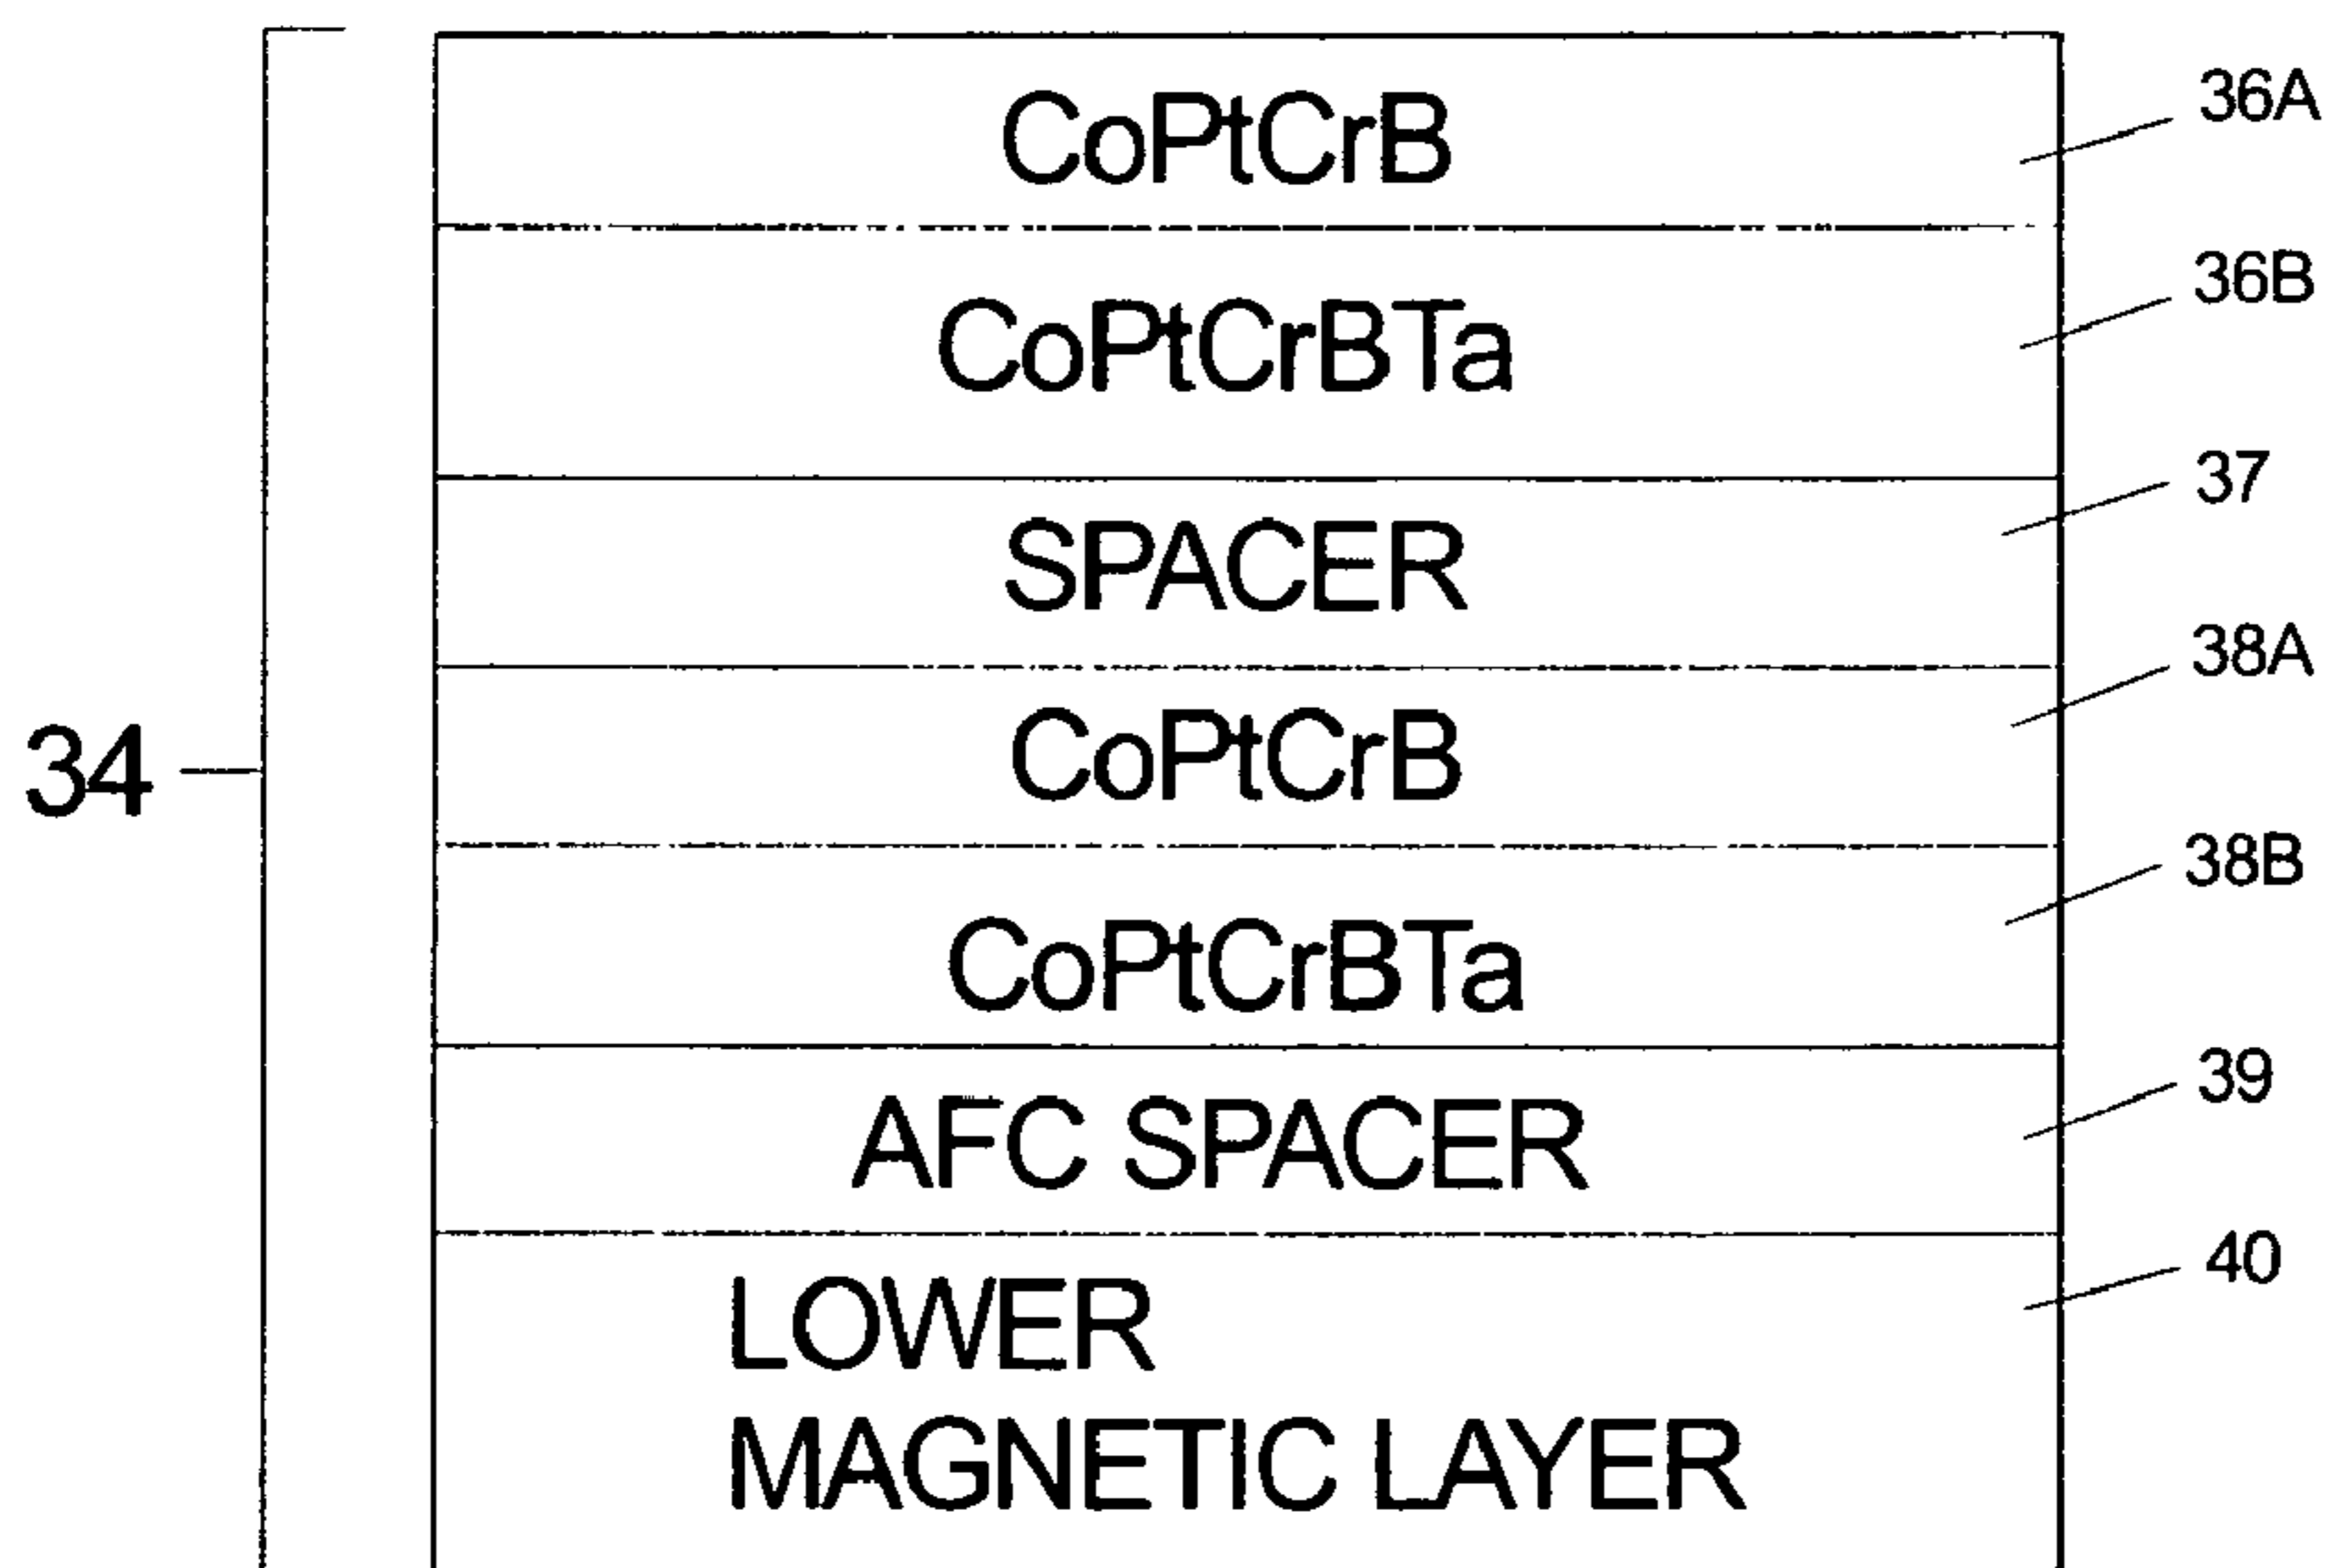 CoPtCrB
36A
CoPtCrBTa
36B
SPACER
37
CoPtCrB
38A
34
CoPtCrBTa
38B
AFC SPACER
39
LOWER
40
MAGNETIC LAYER